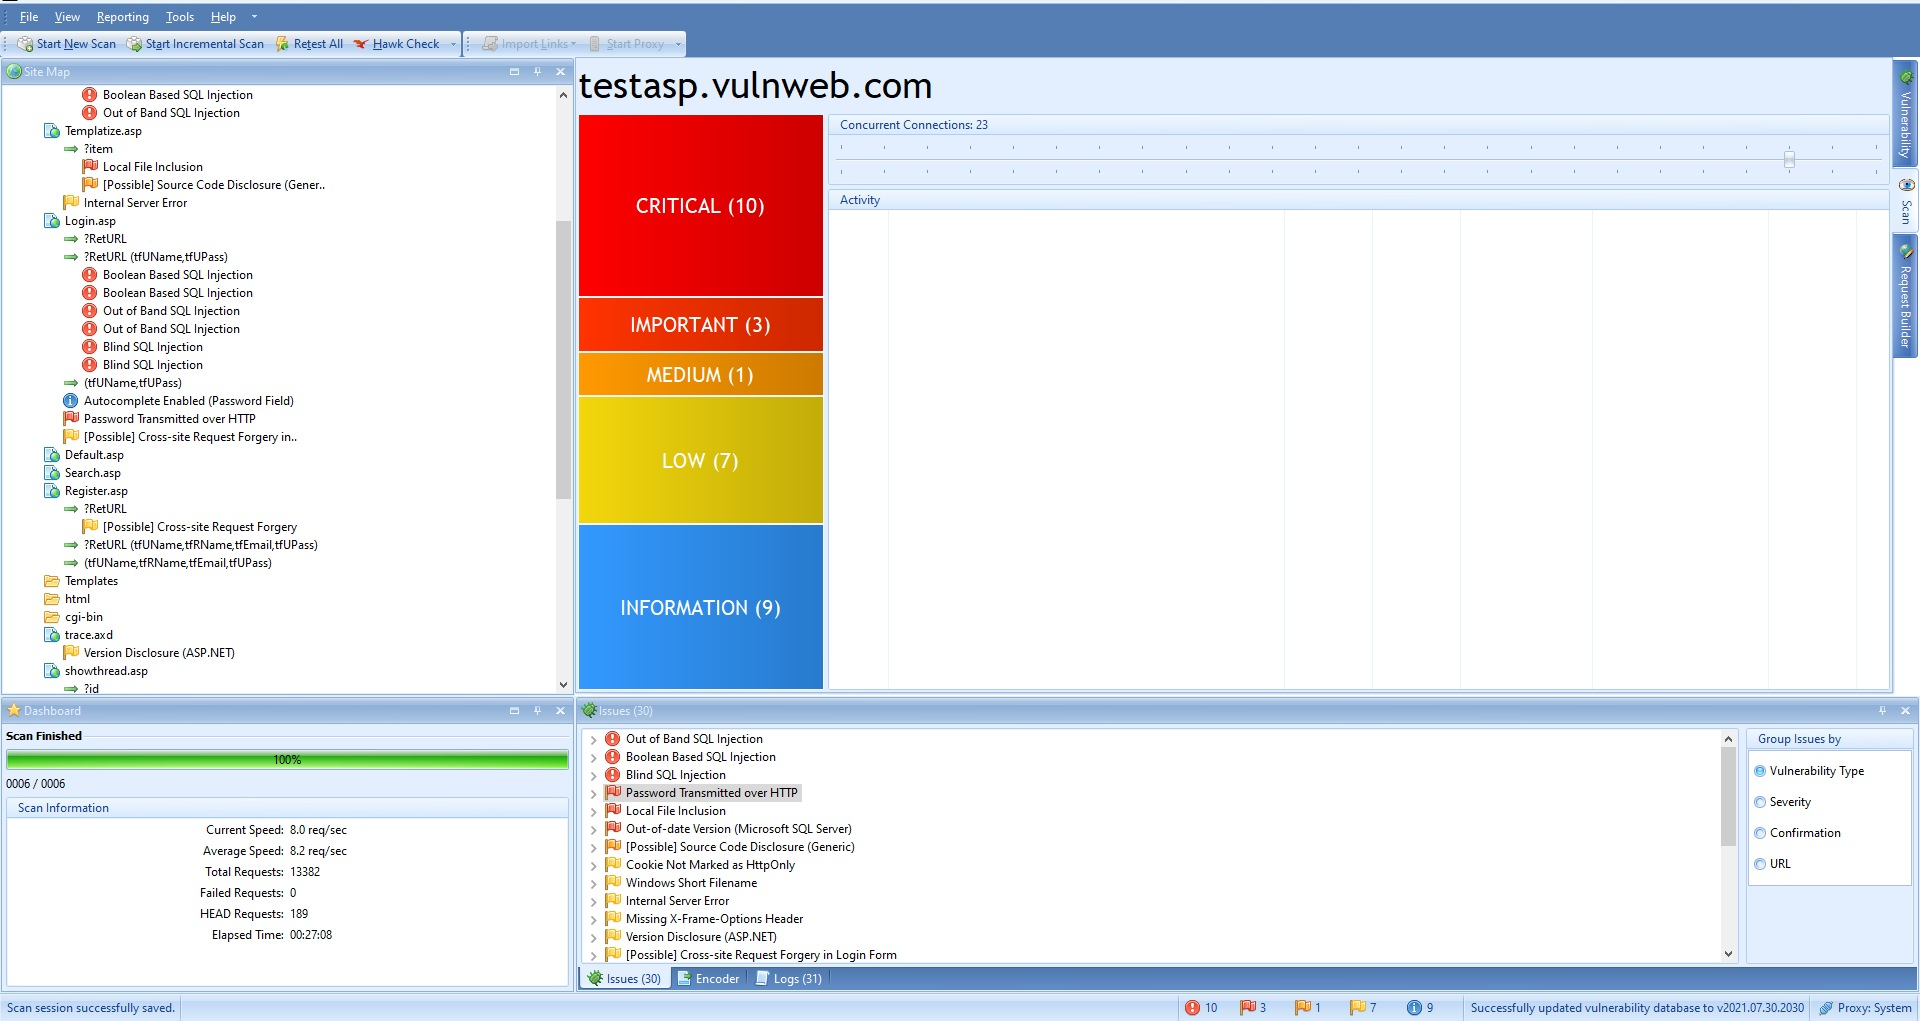 File View Reporting Tools Help
Start New Scan Start Incremental Scan Retest All Hawk Check Import Links Start Proxy
Site Map
Boolean Based SQL Injection
Out of Band SQL Injection
Templatize.asp
?item
Local File Inclusion
[Possible] Source Code Disclosure (Gener..
Internal Server Error
Login.asp
?RetURL
?RetURL (tfUName,tfUPass)
Boolean Based SQL Injection
Boolean Based SQL Injection
Out of Band SQL Injection
Out of Band SQL Injection
Blind SQL Injection
Blind SQL Injection
(tfUName,tfUPass)
Autocomplete Enabled (Password Field)
Password Transmitted over HTTP
[Possible] Cross-site Request Forgery in..
Default.asp
Search.asp
Register.asp
?RetURL
[Possible] Cross-site Request Forgery
?RetURL (tfUName,tfRName,tfEmail,tfUPass)
(tfUName,tfRName,tfEmail,tfUPass)
Templates
html
cgi-bin
trace.axd
Version Disclosure (ASP.NET)
showthread.asp
?id
testasp.vulnweb.com
CRITICAL (10)
IMPORTANT (3)
MEDIUM (1)
LOW (7)
INFORMATION (9)
Concurrent Connections: 23
Activity
Vulnerability
Scan
Request Builder
Dashboard
Scan Finished
100%
0006 / 0006
Scan Information
Current Speed: 8.0 req/sec
Average Speed: 8.2 req/sec
Total Requests: 13382
Failed Requests: 0
HEAD Requests: 189
Elapsed Time: 00:27:08
Issues (30)
Out of Band SQL Injection
Boolean Based SQL Injection
Blind SQL Injection
Password Transmitted over HTTP
Local File Inclusion
Out-of-date Version (Microsoft SQL Server)
[Possible] Source Code Disclosure (Generic)
Cookie Not Marked as HttpOnly
Windows Short Filename
Internal Server Error
Missing X-Frame-Options Header
Version Disclosure (ASP.NET)
[Possible] Cross-site Request Forgery in Login Form
Group Issues by
Vulnerability Type
Severity
Confirmation
URL
Issues (30) Encoder Logs (31)
Scan session successfully saved. 10 3 1 7 9 Successfully updated vulnerability database to v2021.07.30.2030 Proxy: System